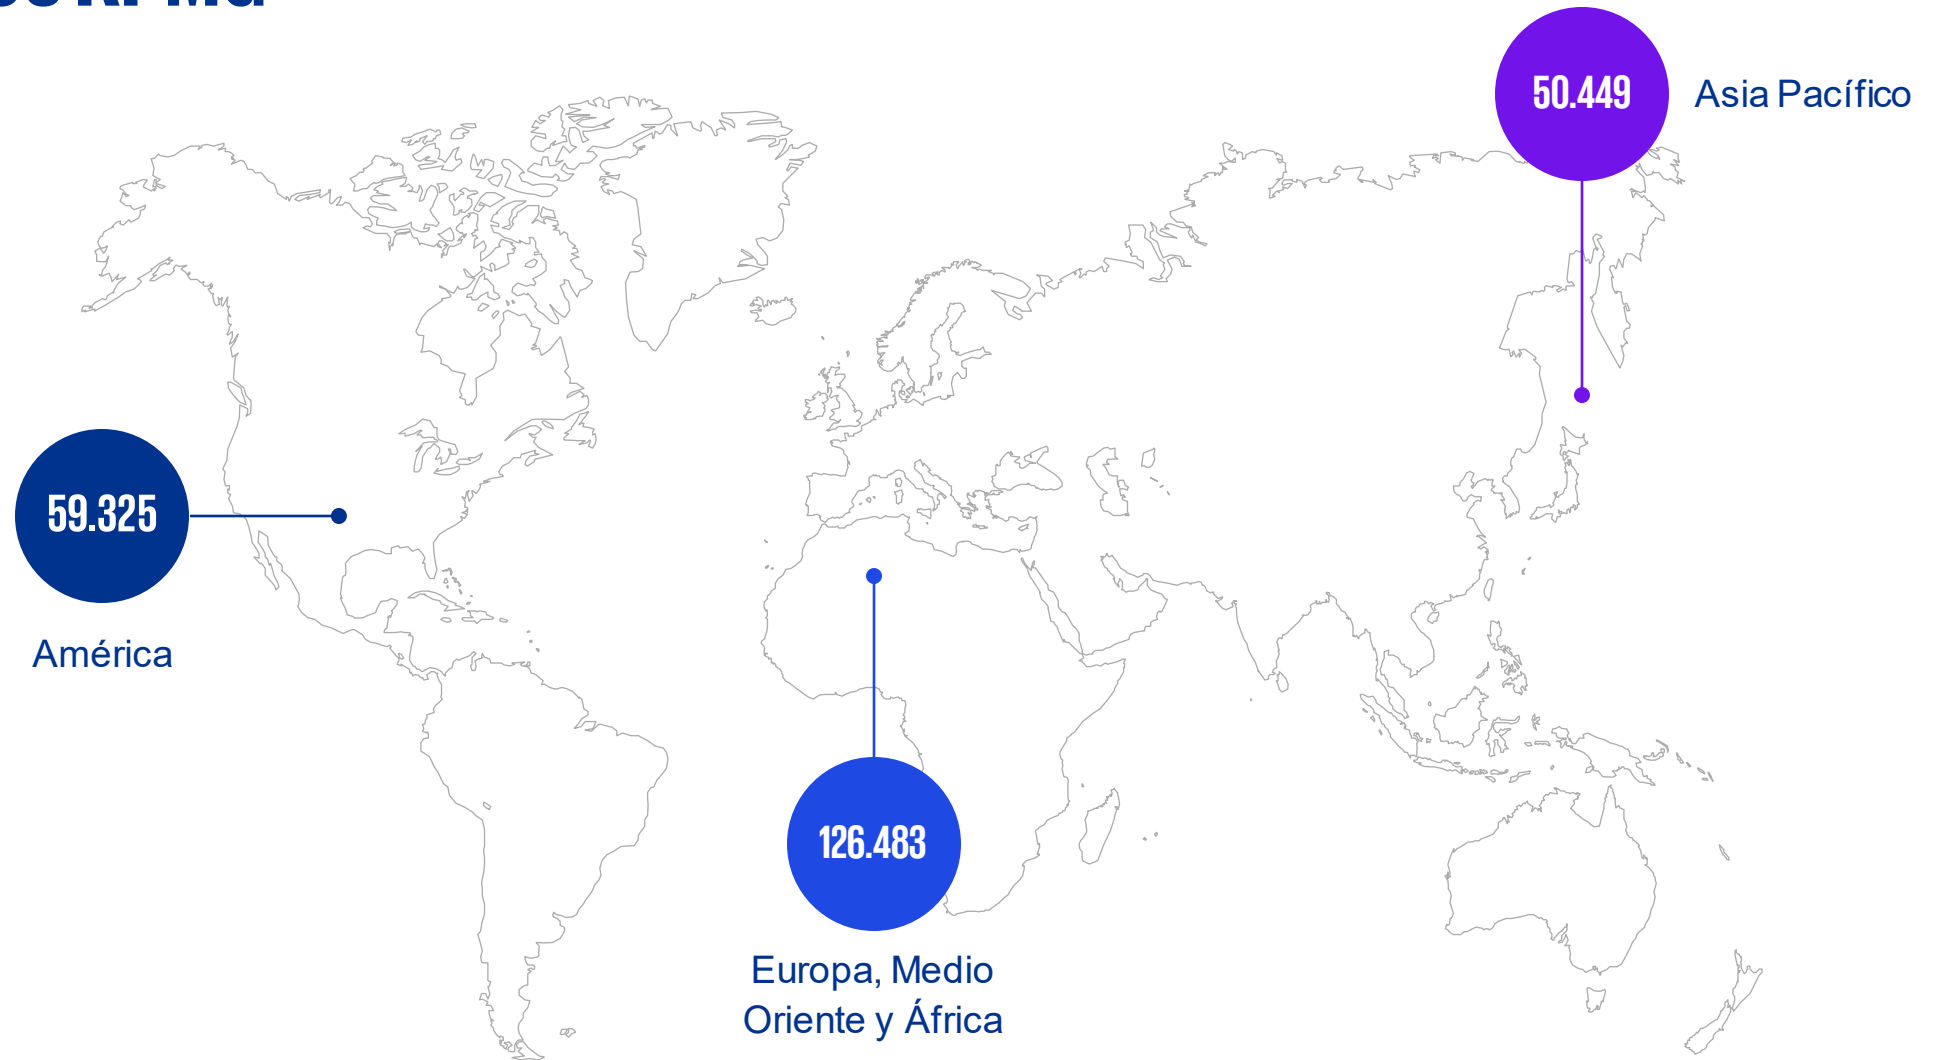 50.449
Asia Pacífico
59.325
América
126.483
Europa, Medio
Oriente y África